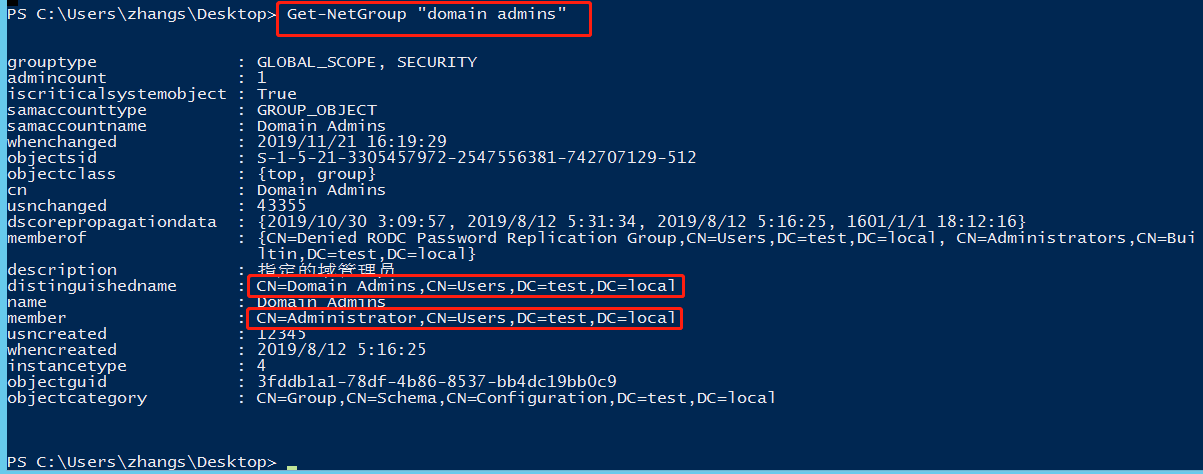 PS C:\Users\zhangs\Desktop> Get-NetGroup "domain admins"
grouptype : GLOBAL_SCOPE, SECURITY
admincount : 1
iscriticalsystemobject : True
samaccounttype : GROUP_OBJECT
samaccountname : Domain Admins
whenchanged : 2019/11/21 16:19:29
objectsid : S-1-5-21-3305457972-2547556381-742707129-512
objectclass : {top, group}
cn : Domain Admins
usnchanged : 43355
dscorepropagationdata : {2019/10/30 3:09:57, 2019/8/12 5:31:34, 2019/8/12 5:16:25, 1601/1/1 18:12:16}
memberof : {CN=Denied RODC Password Replication Group,CN=Users,DC=test,DC=local, CN=Administrators,CN=Bui
ltin,DC=test,DC=local}
description : 指定的域管理员
distinguishedname : CN=Domain Admins,CN=Users,DC=test,DC=local
name : Domain Admins
member : CN=Administrator,CN=Users,DC=test,DC=local
usncreated : 12345
whencreated : 2019/8/12 5:16:25
instancetype : 4
objectguid : 3fddb1a1-78df-4b86-8537-bb4dc19bb0c9
objectcategory : CN=Group,CN=Schema,CN=Configuration,DC=test,DC=local
PS C:\Users\zhangs\Desktop>